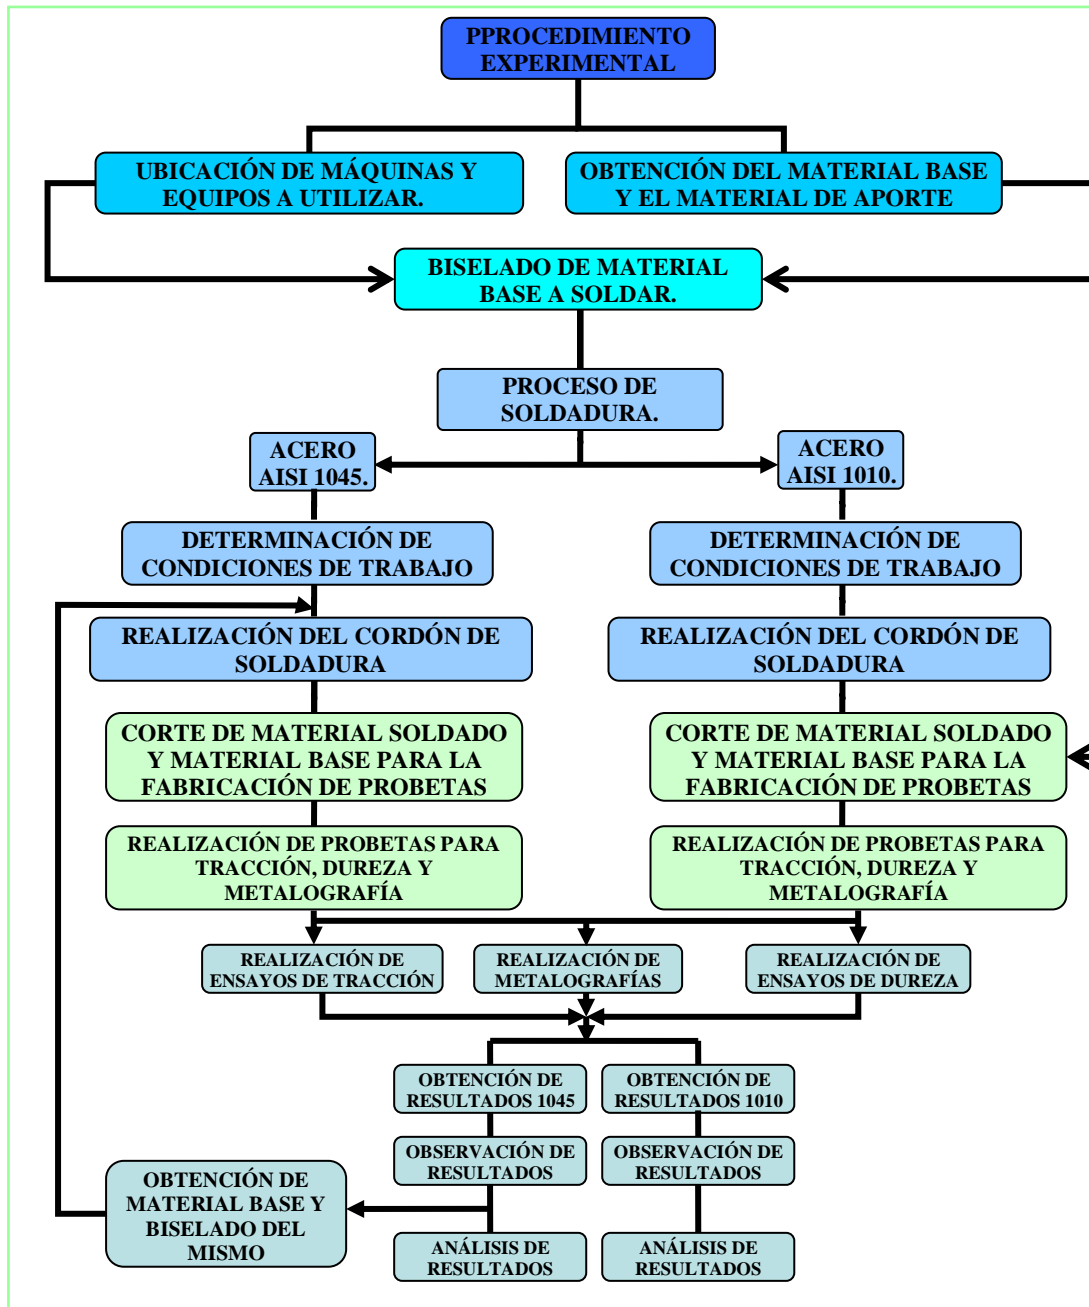 PPROCEDIMIENTO
EXPERIMENTAL
UBICACIÓN DE MÁQUINAS Y
EQUIPOS A UTILIZAR.
OBTENCIÓN DEL MATERIAL BASE
Y EL MATERIAL DE APORTE
BISELADO DE MATERIAL
BASE A SOLDAR.
PROCESO DE
SOLDADURA.
ACERO
AISI 1045.
ACERO
AISI 1010.
DETERMINACIÓN DE
CONDICIONES DE TRABAJO
DETERMINACIÓN DE
CONDICIONES DE TRABAJO
REALIZACIÓN DEL CORDÓN DE
SOLDADURA
REALIZACIÓN DEL CORDÓN DE
SOLDADURA
CORTE DE MATERIAL SOLDADO
Y MATERIAL BASE PARA LA
FABRICACIÓN DE PROBETAS
CORTE DE MATERIAL SOLDADO
Y MATERIAL BASE PARA LA
FABRICACIÓN DE PROBETAS
REALIZACIÓN DE PROBETAS PARA
TRACCIÓN, DUREZA Y
METALOGRAFÍA
REALIZACIÓN DE PROBETAS PARA
TRACCIÓN, DUREZA Y
METALOGRAFÍA
REALIZACIÓN DE
ENSAYOS DE TRACCIÓN
REALIZACIÓN DE
METALOGRAFÍAS
REALIZACIÓN DE
ENSAYOS DE DUREZA
OBTENCIÓN DE
RESULTADOS 1045
OBTENCIÓN DE
RESULTADOS 1010
OBSERVACIÓN DE
RESULTADOS
OBSERVACIÓN DE
RESULTADOS
OBTENCIÓN DE
MATERIAL BASE Y
BISELADO DEL
MISMO
ANÁLISIS DE
RESULTADOS
ANÁLISIS DE
RESULTADOS